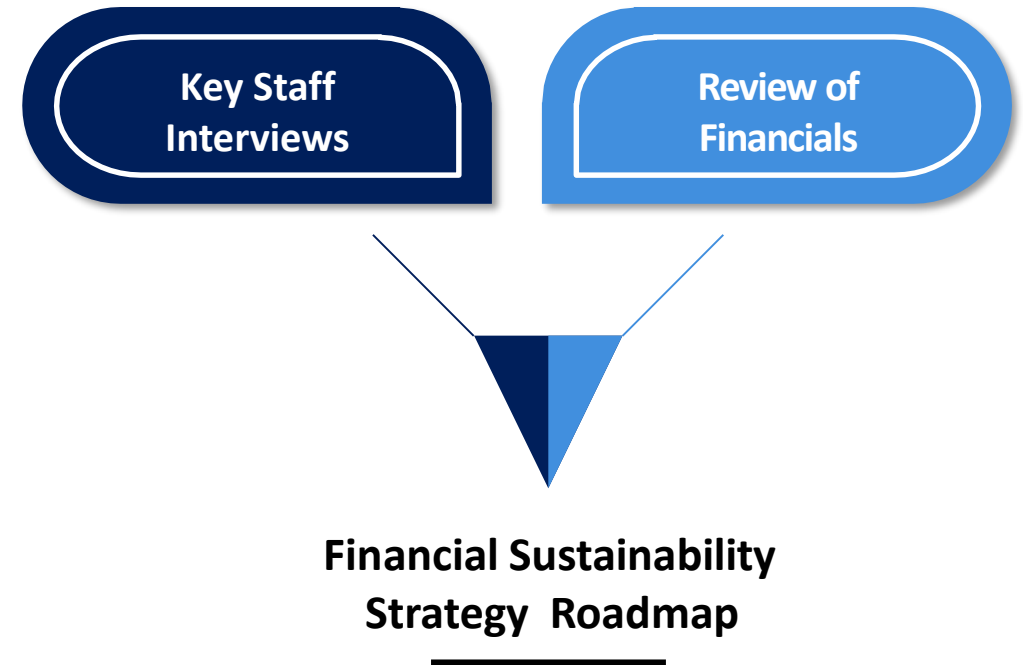 Key Staff
Interviews
Review of
Financials
Financial Sustainability
Strategy  Roadmap